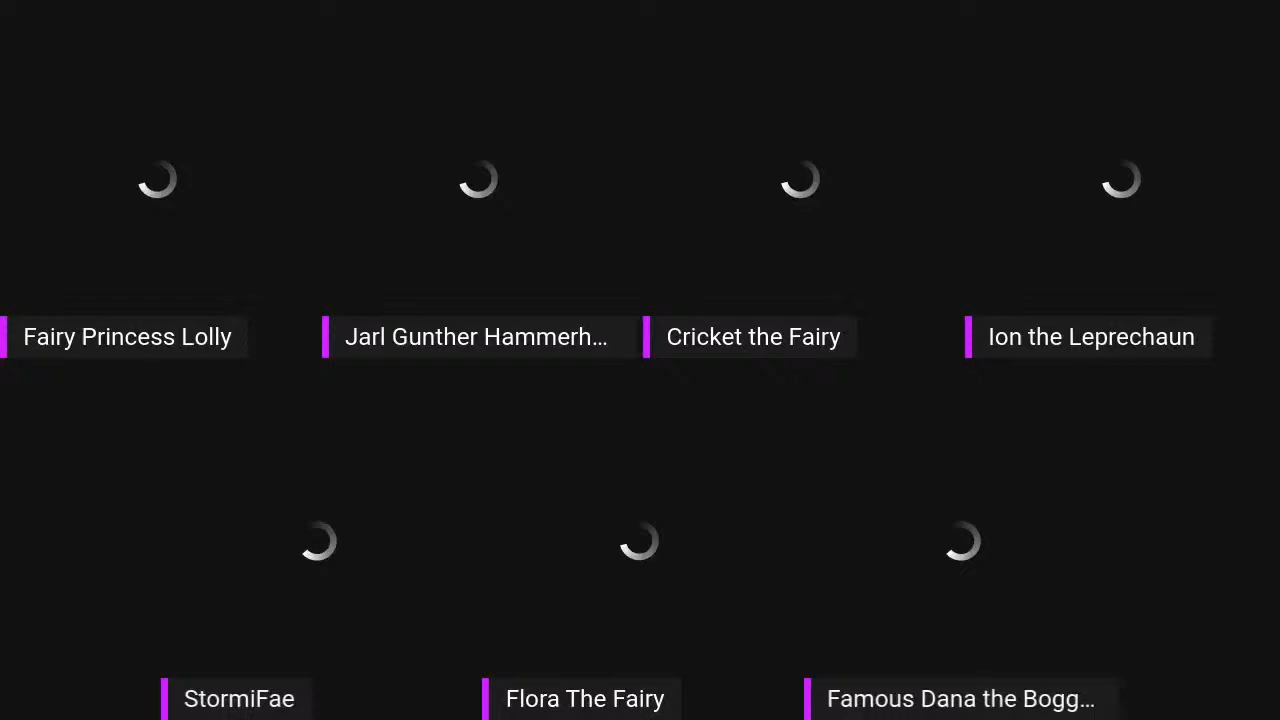 Fairy Princess Lolly
Jarl Gunther Hammerh...
Cricket the Fairy
Ion the Leprechaun
StormiFae
Flora The Fairy
Famous Dana the Bogg...